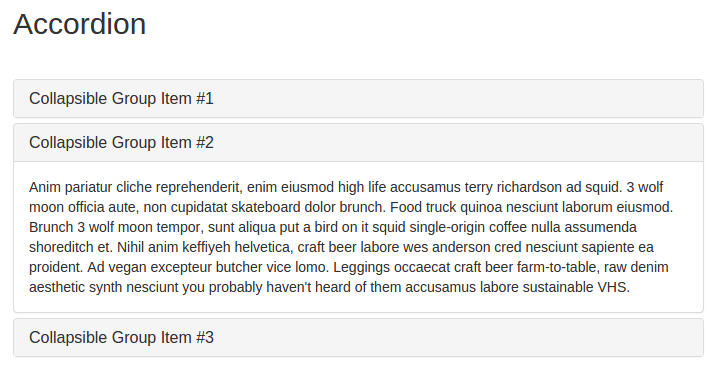 Accordion
Collapsible Group Item #1
Collapsible Group Item #2
Anim pariatur cliche reprehenderit, enim eiusmod high life accusamus terry richardson ad squid. 3 wolf
moon officia aute, non cupidatat skateboard dolor brunch. Food truck quinoa nesciunt laborum eiusmod.
Brunch 3 wolf moon tempor, sunt aliqua put a bird on it squid single-origin coffee nulla assumenda
shoreditch et. Nihil anim keffiyeh helvetica, craft beer labore wes anderson cred nesciunt sapiente ea
proident. Ad vegan excepteur butcher vice lomo. Leggings occaecat craft beer farm-to-table, raw denim
aesthetic synth nesciunt you probably haven't heard of them accusamus labore sustainable VHS.
Collapsible Group Item #3